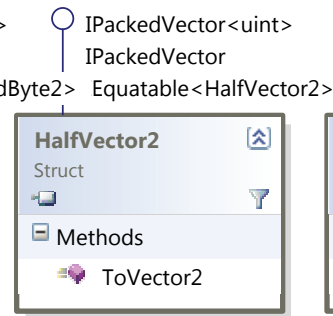 > IPackedVector<uint>
IPackedVector
dByte2> Equatable<HalfVector2>
HalfVector2
Struct
Methods
ToVector2